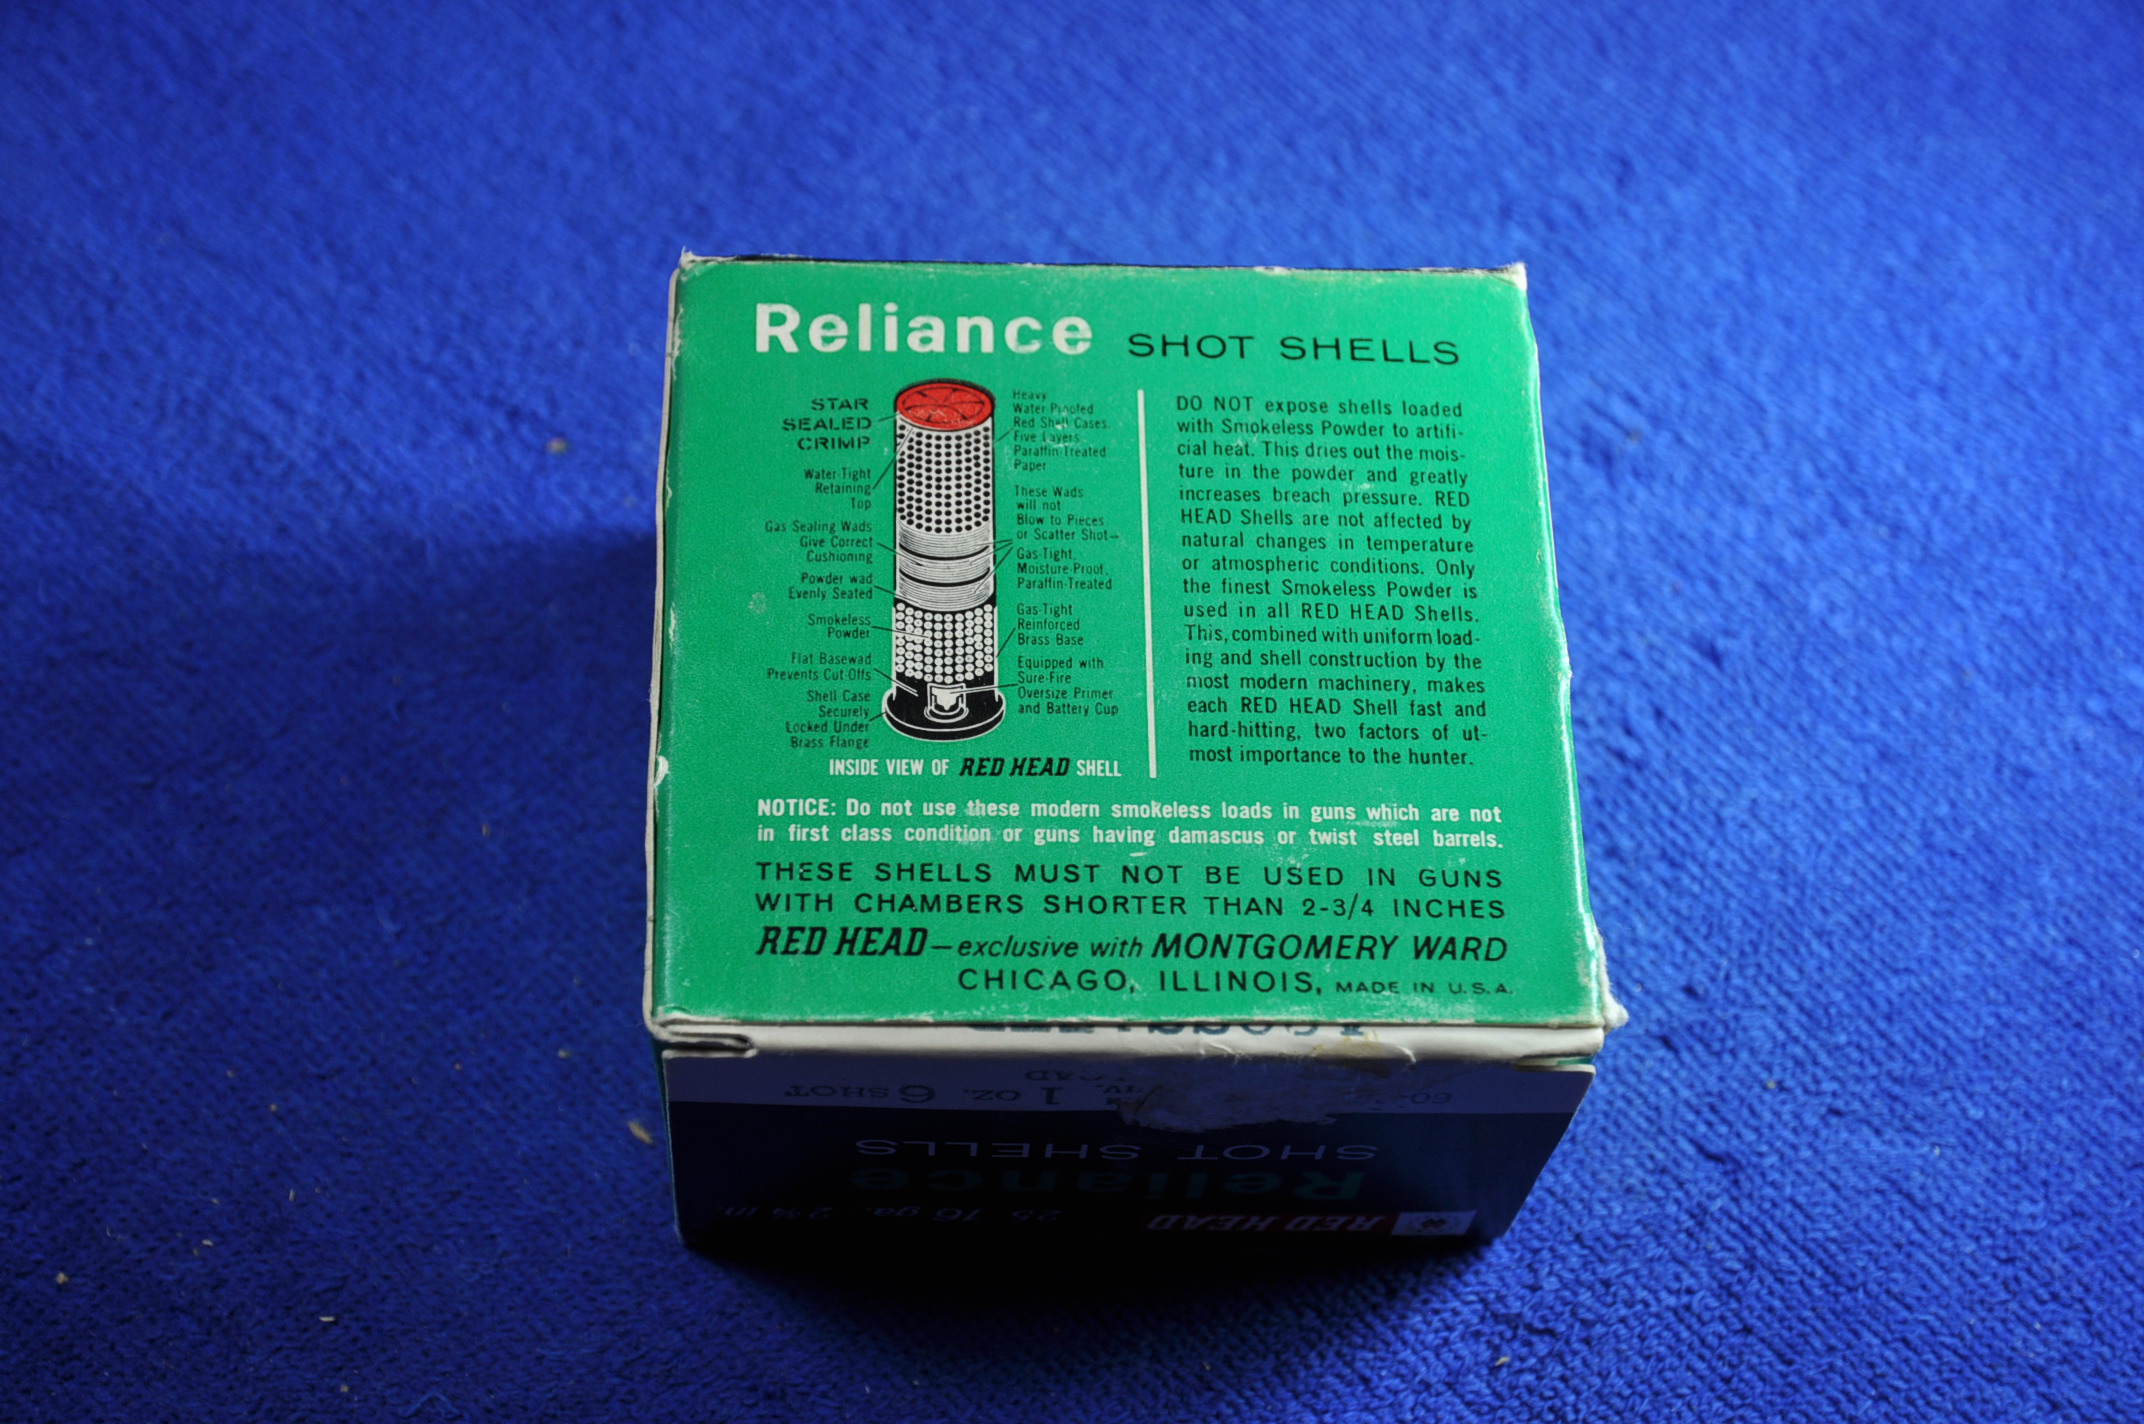 Reliance SHOT SHELLS
STAR
SEALED
CRIMP
Water-Tight
Retaining
Top
Gas Sealing Wads
Give Correct
Cushioning
Powder wad
Evenly Seated
Smokeless
Powder
Flat Basewad
Prevents Cut-Offs
Shell Case
Securely
Locked Under
Brass Flange
Heavy
Water Proofed
Red Shell Cases.
Five Layers
Paraffin-Treated
Paper
These Wads
will not
Blow to Pieces
or Scatter Shot—
Gas-Tight,
Moisture-Proof,
Paraffin-Treated
Gas-Tight
Reinforced
Brass Base
Equipped with
Sure-Fire
Oversize Primer
and Battery Cup
INSIDE VIEW OF RED HEAD SHELL
DO NOT expose shells loaded
with Smokeless Powder to artifi-
cial heat. This dries out the mois-
ture in the powder and greatly
increases breach pressure. RED
HEAD Shells are not affected by
natural changes in temperature
or atmospheric conditions. Only
the finest Smokeless Powder is
used in all RED HEAD Shells.
This, combined with uniform load-
ing and shell construction by the
most modern machinery, makes
each RED HEAD Shell fast and
hard-hitting, two factors of ut-
most importance to the hunter.
NOTICE: Do not use these modern smokeless loads in guns which are not
in first class condition or guns having damascus or twist steel barrels.
THESE SHELLS MUST NOT BE USED IN GUNS
WITH CHAMBERS SHORTER THAN 2-3/4 INCHES
RED HEAD—exclusive with MONTGOMERY WARD
CHICAGO, ILLINOIS, MADE IN U.S.A.
RED HEAD 25 16 ga. 2¾ in
Reliance
SHOT SHELLS
1 oz. 6 SHOT